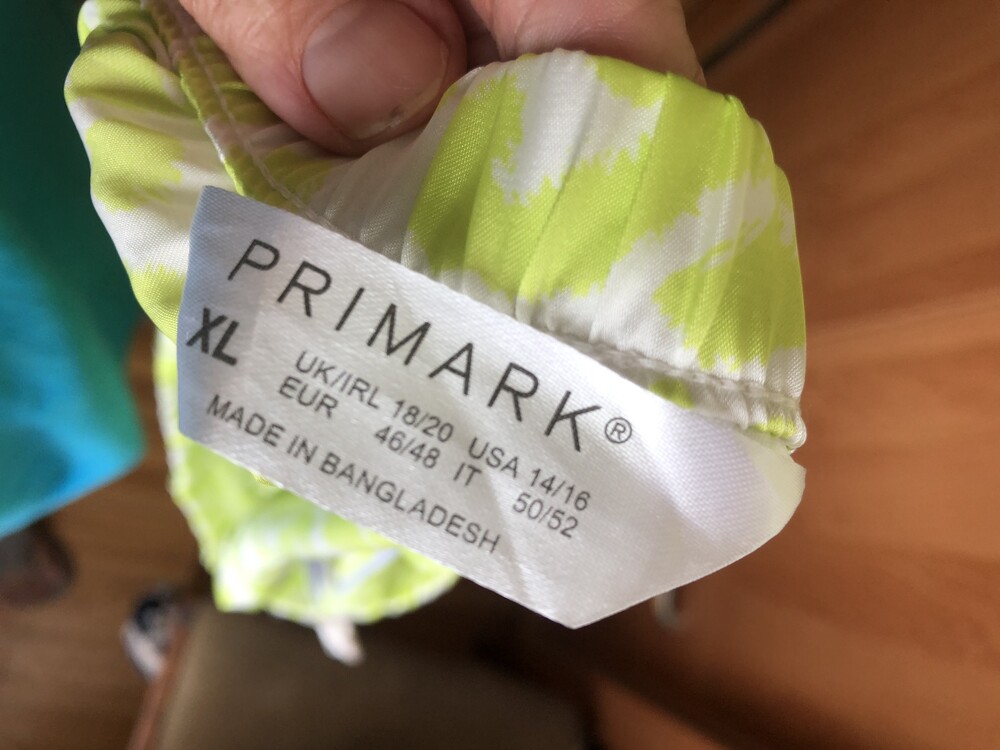 PRIMARK®
XL
UK/IRL 18/20 USA 14/16
EUR 46/48 IT 50/52
MADE IN BANGLADESH